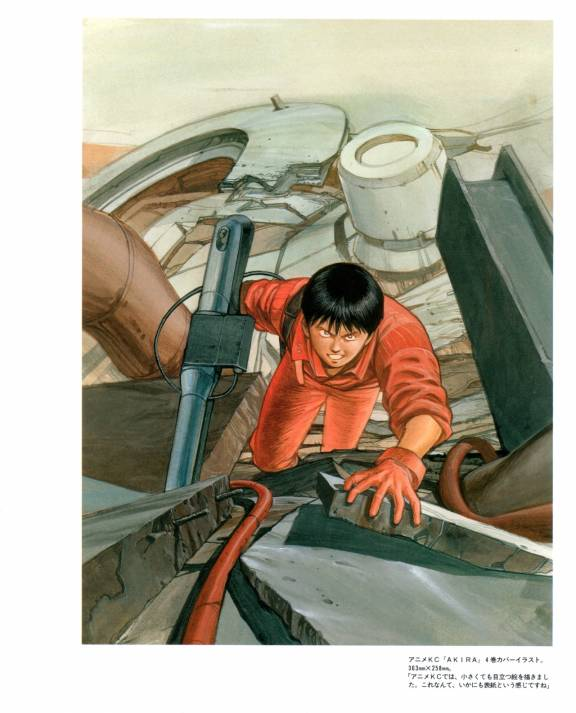 アニメKC「AKIRA」4巻カバーイラスト。
363mm×258mm。
「アニメKCでは、小さくても目立つ絵を描きまし
た。これなんて、いかにも表紙という感じですね」